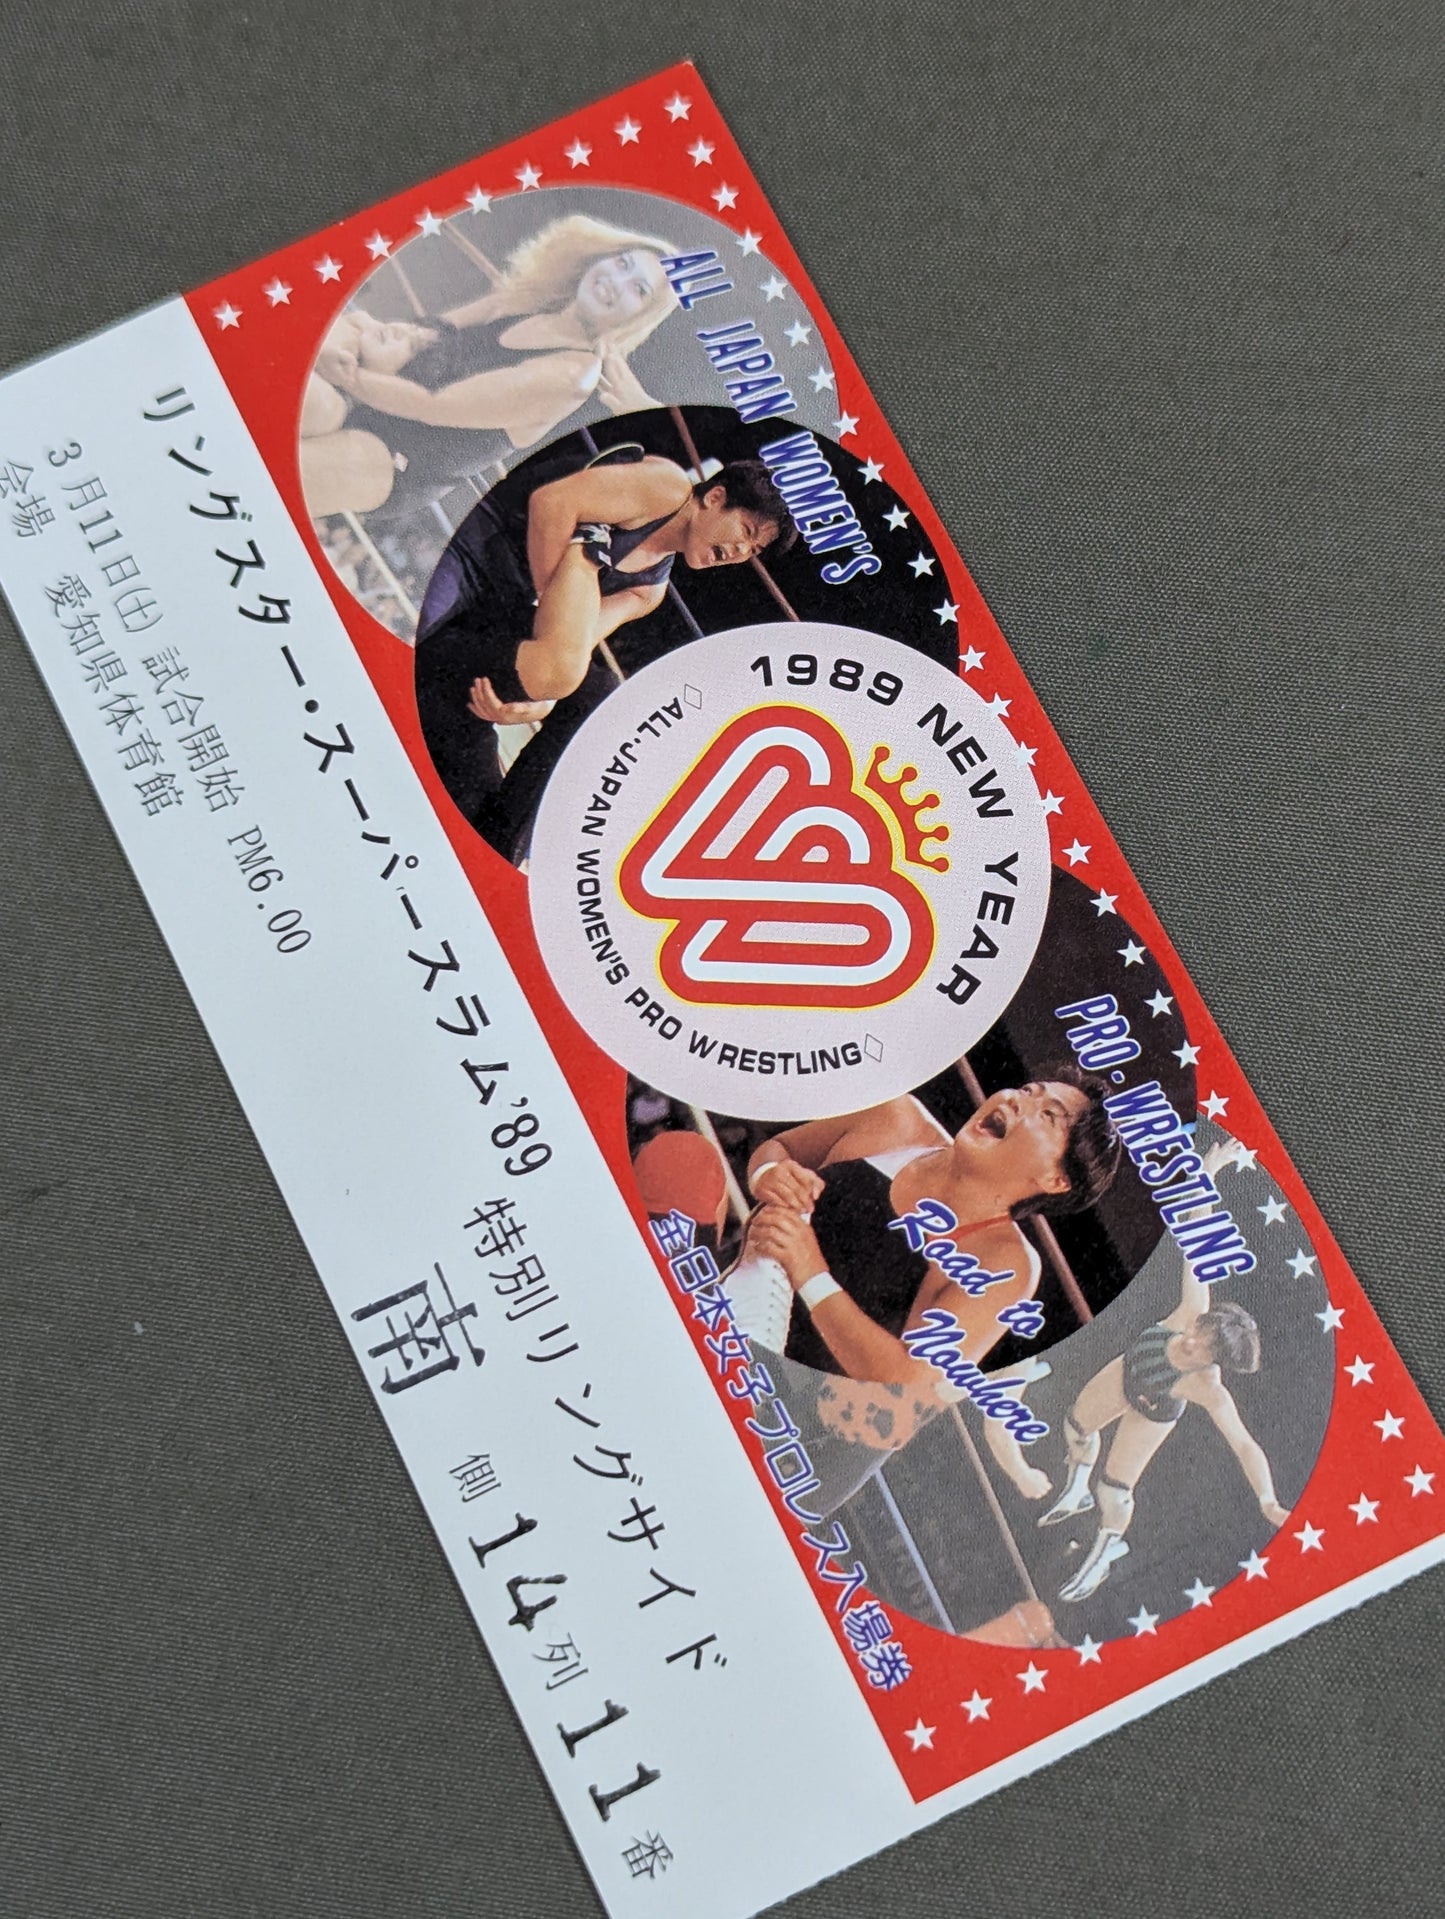 ALL JAPAN WOMEN'S
PRO-WRESTLING
1989 NEW YEAR
ALL.JAPAN WOMEN'S PRO WRESTLING
Road to
Nowhere
全日本女子プロレス入場券
リングスター・スーパースラム'89 特別リングサイド
3月11日(土) 試合開始 PM6.00
会場 愛知県体育館
南 側 14 列 11 番